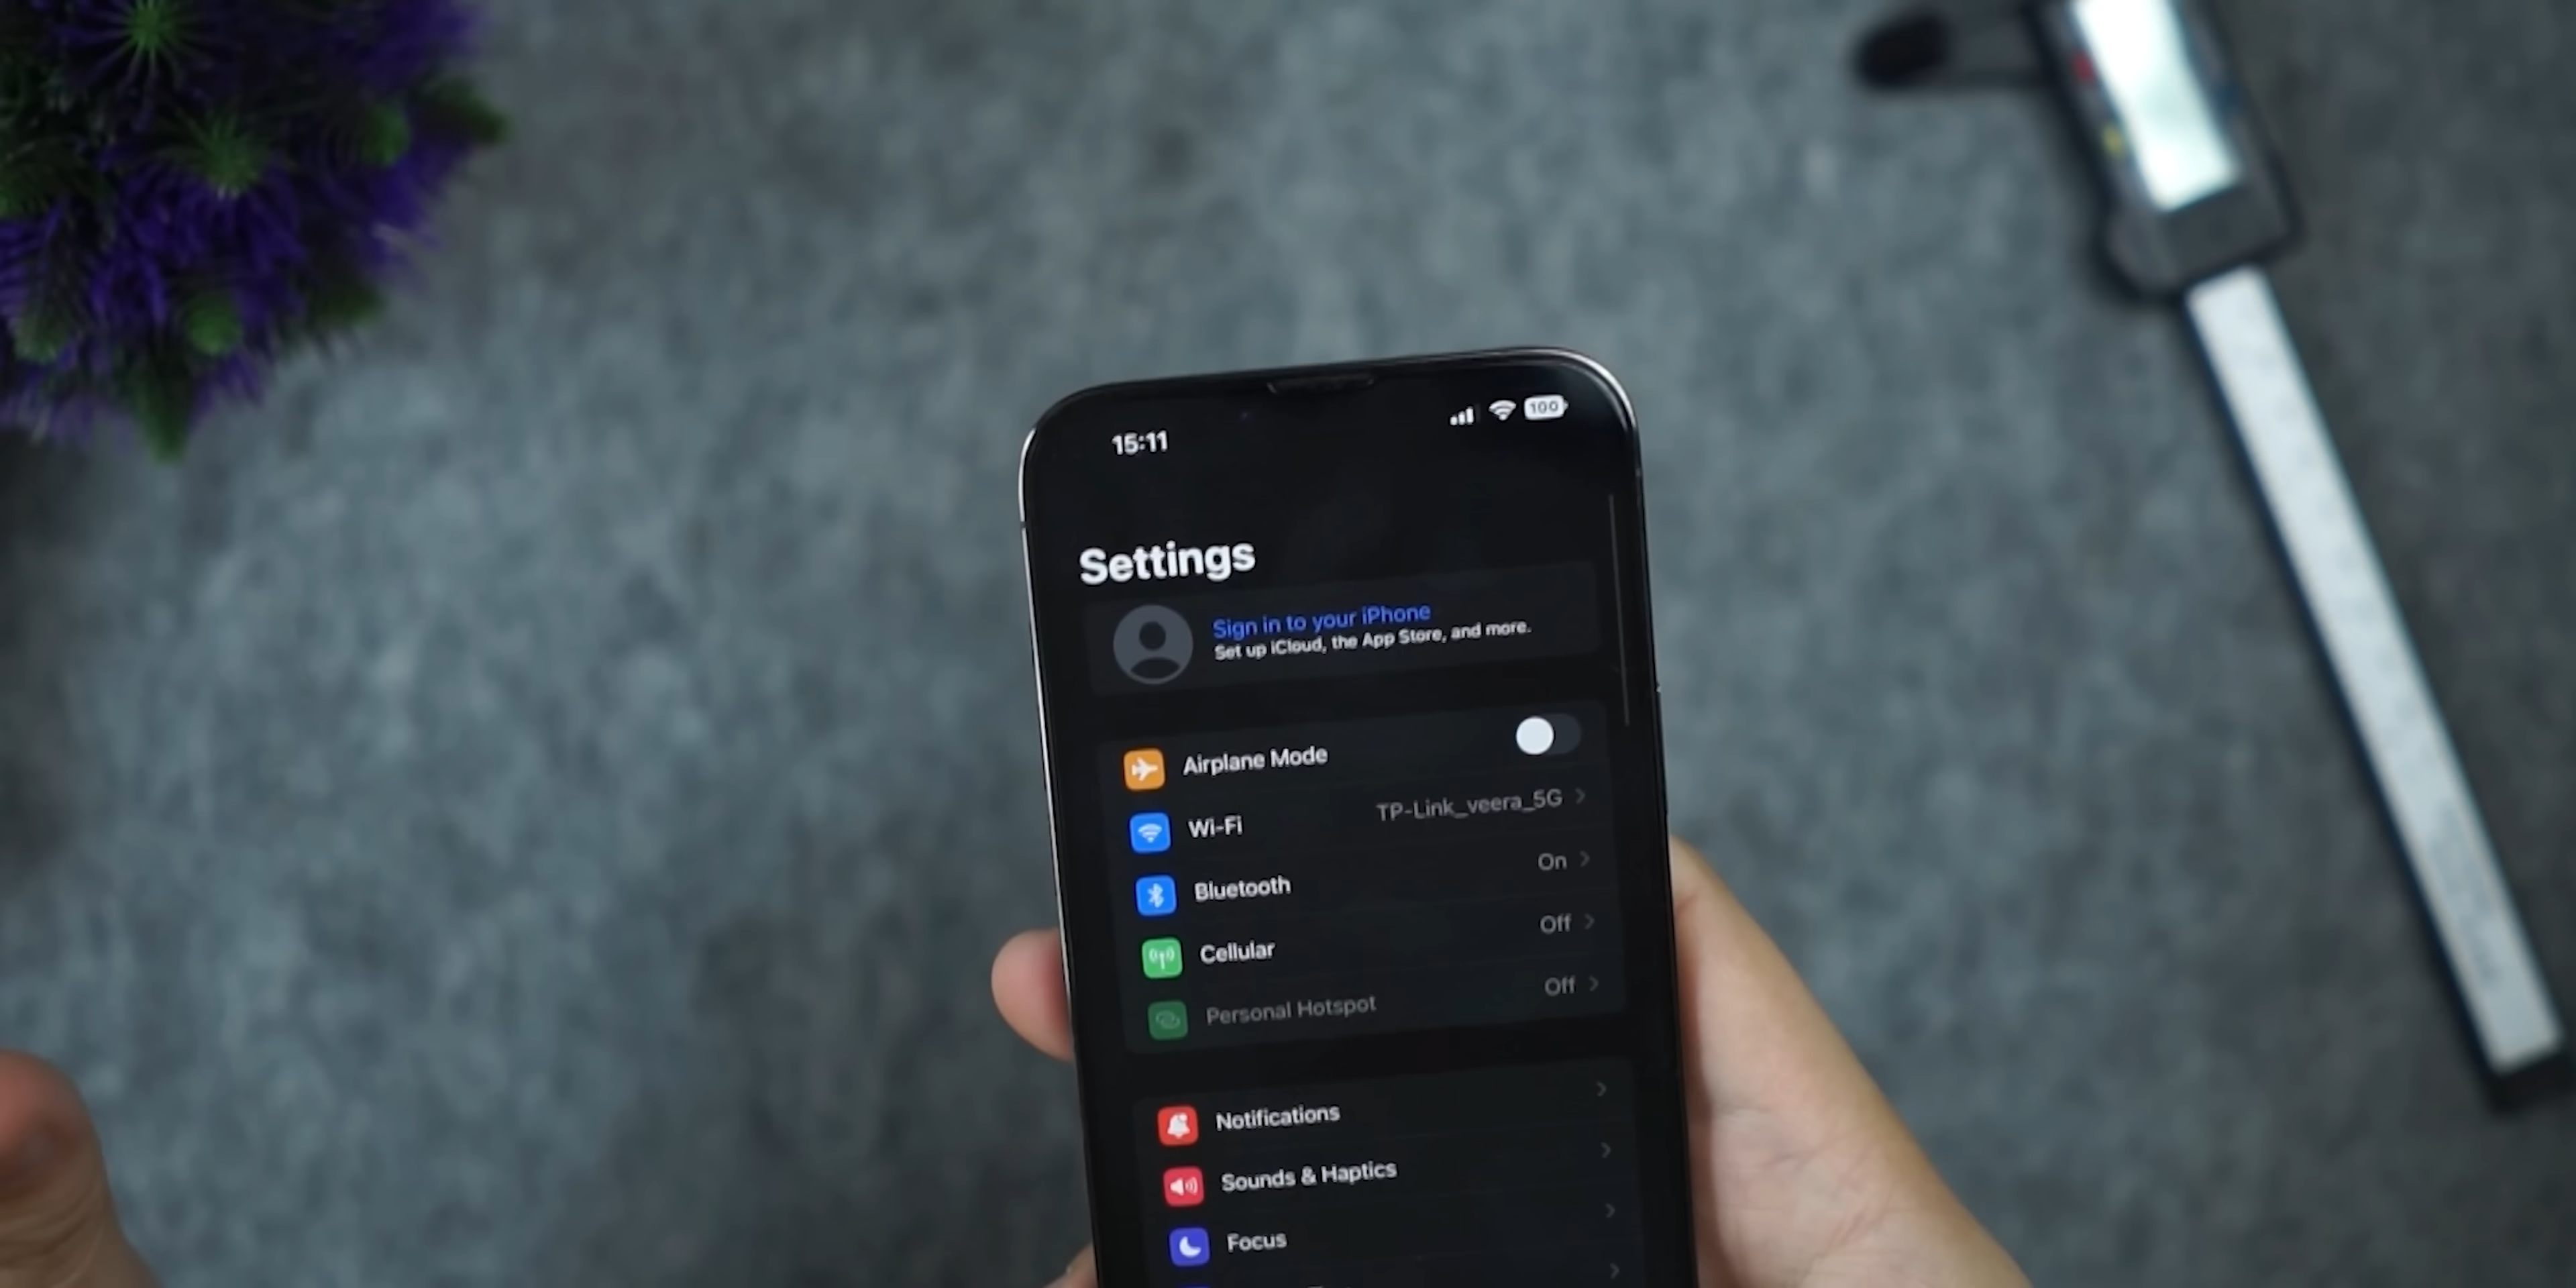 15:11
100
Settings
Sign in to your iPhone
Set up iCloud, the App Store, and more.
Airplane Mode
Wi-Fi TP-Link_veera_5G
Bluetooth On
Cellular Off
Personal Hotspot Off
Notifications
Sounds & Haptics
Focus